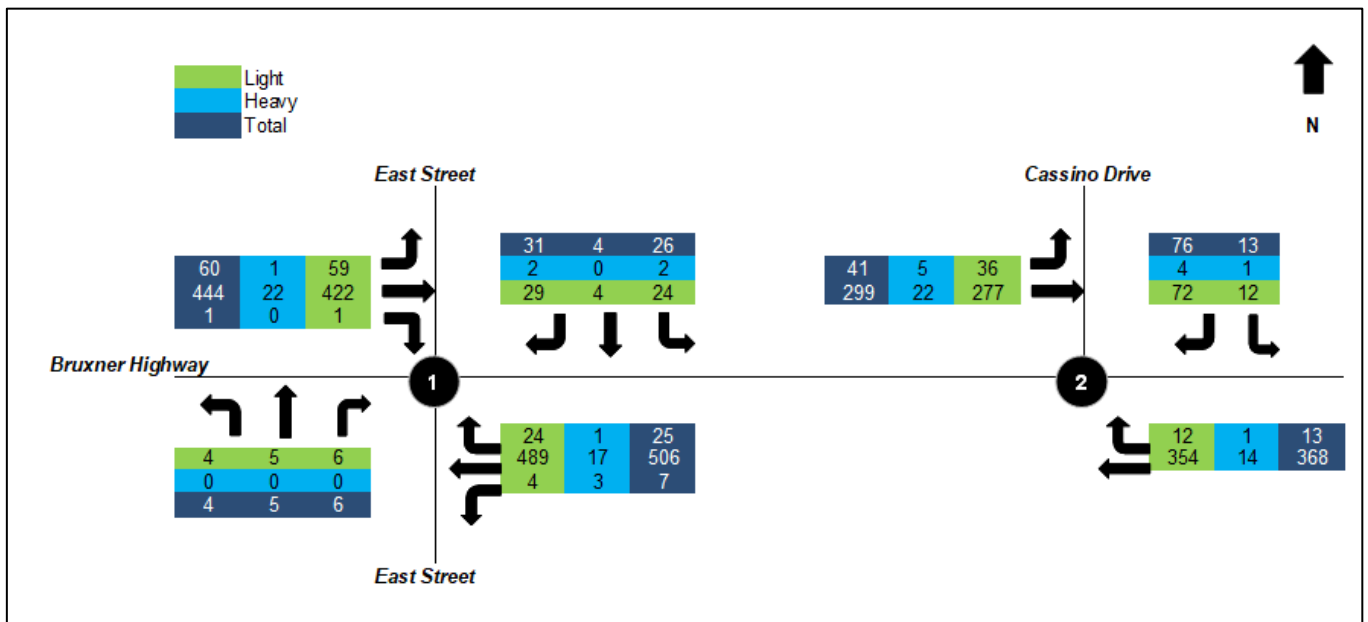 Light
Heavy
Total
N
East Street
Cassino Drive
60 1 59
444 22 422
1 0 1
31 4 26
2 0 2
29 4 24
41 5 36
299 22 277
76 13
4 1
72 12
Bruxner Highway
1
2
4 5 6
0 0 0
4 5 6
24 1 25
489 17 506
4 3 7
12 1 13
354 14 368
East Street